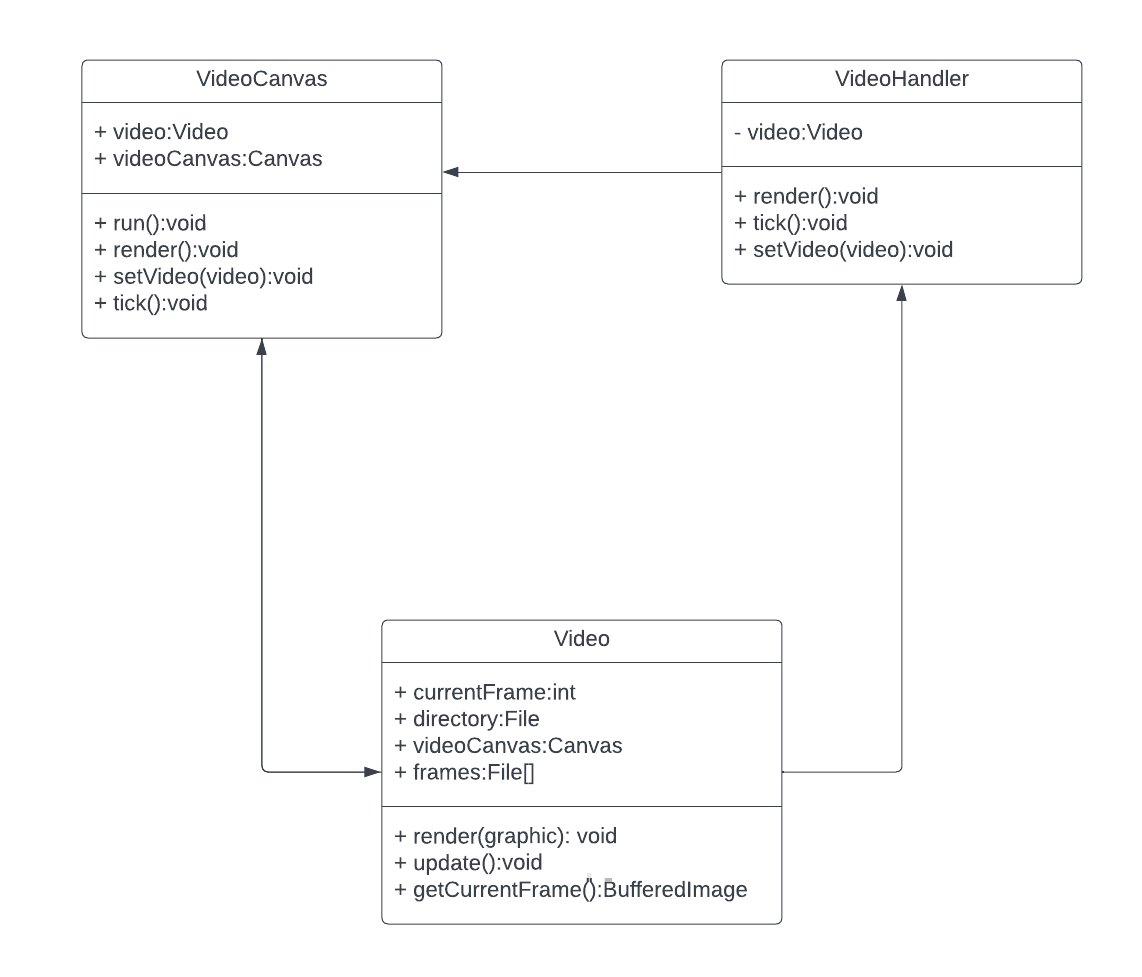 VideoCanvas
+ video:Video
+ videoCanvas:Canvas
+ run():void
+ render():void
+ setVideo(video):void
+ tick():void
VideoHandler
- video:Video
+ render():void
+ tick():void
+ setVideo(video):void
Video
+ currentFrame:int
+ directory:File
+ videoCanvas:Canvas
+ frames:File[]
+ render(graphic): void
+ update():void
+ getCurrentFrame():BufferedImage